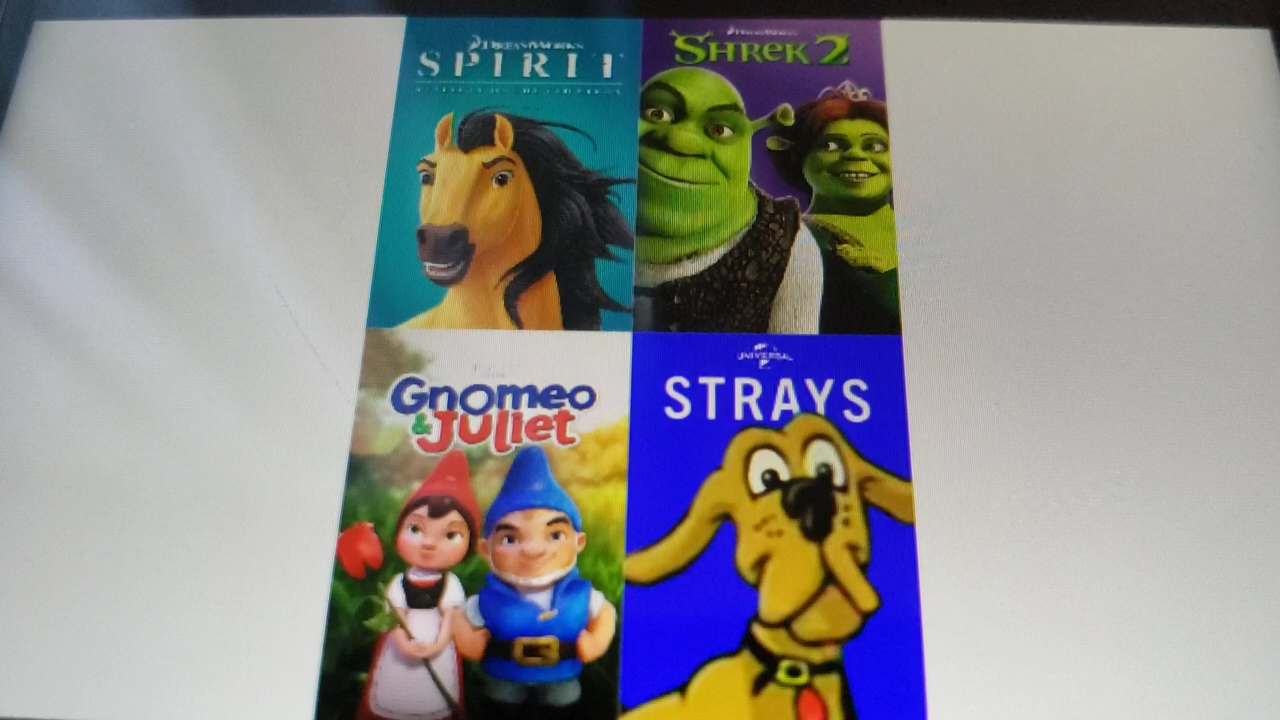 DREAMWORKS
SPIRIT
DREAMWORKS
SHREK 2
Gnomeo
& Juliet
UNIVERSAL
STRAYS